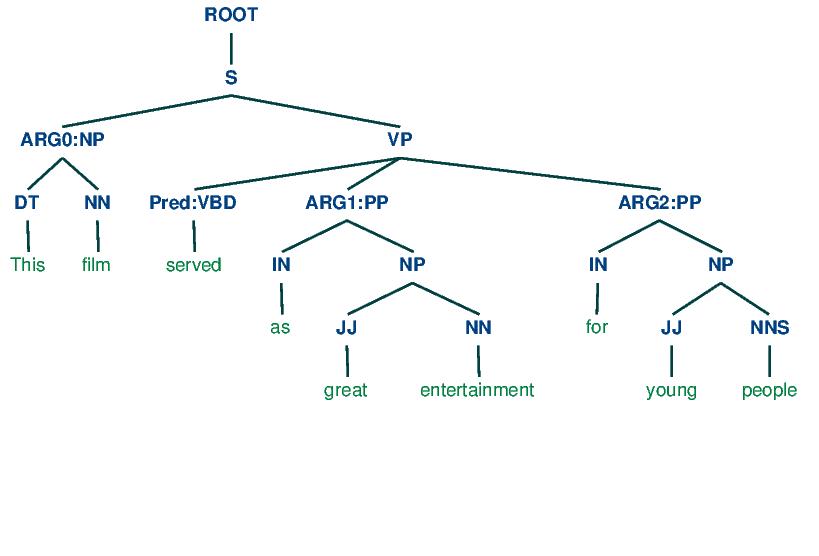 ROOT
S
ARG0:NP VP
DT NN Pred:VBD ARG1:PP ARG2:PP
This film served IN NP IN NP
as JJ NN for JJ NNS
great entertainment young people